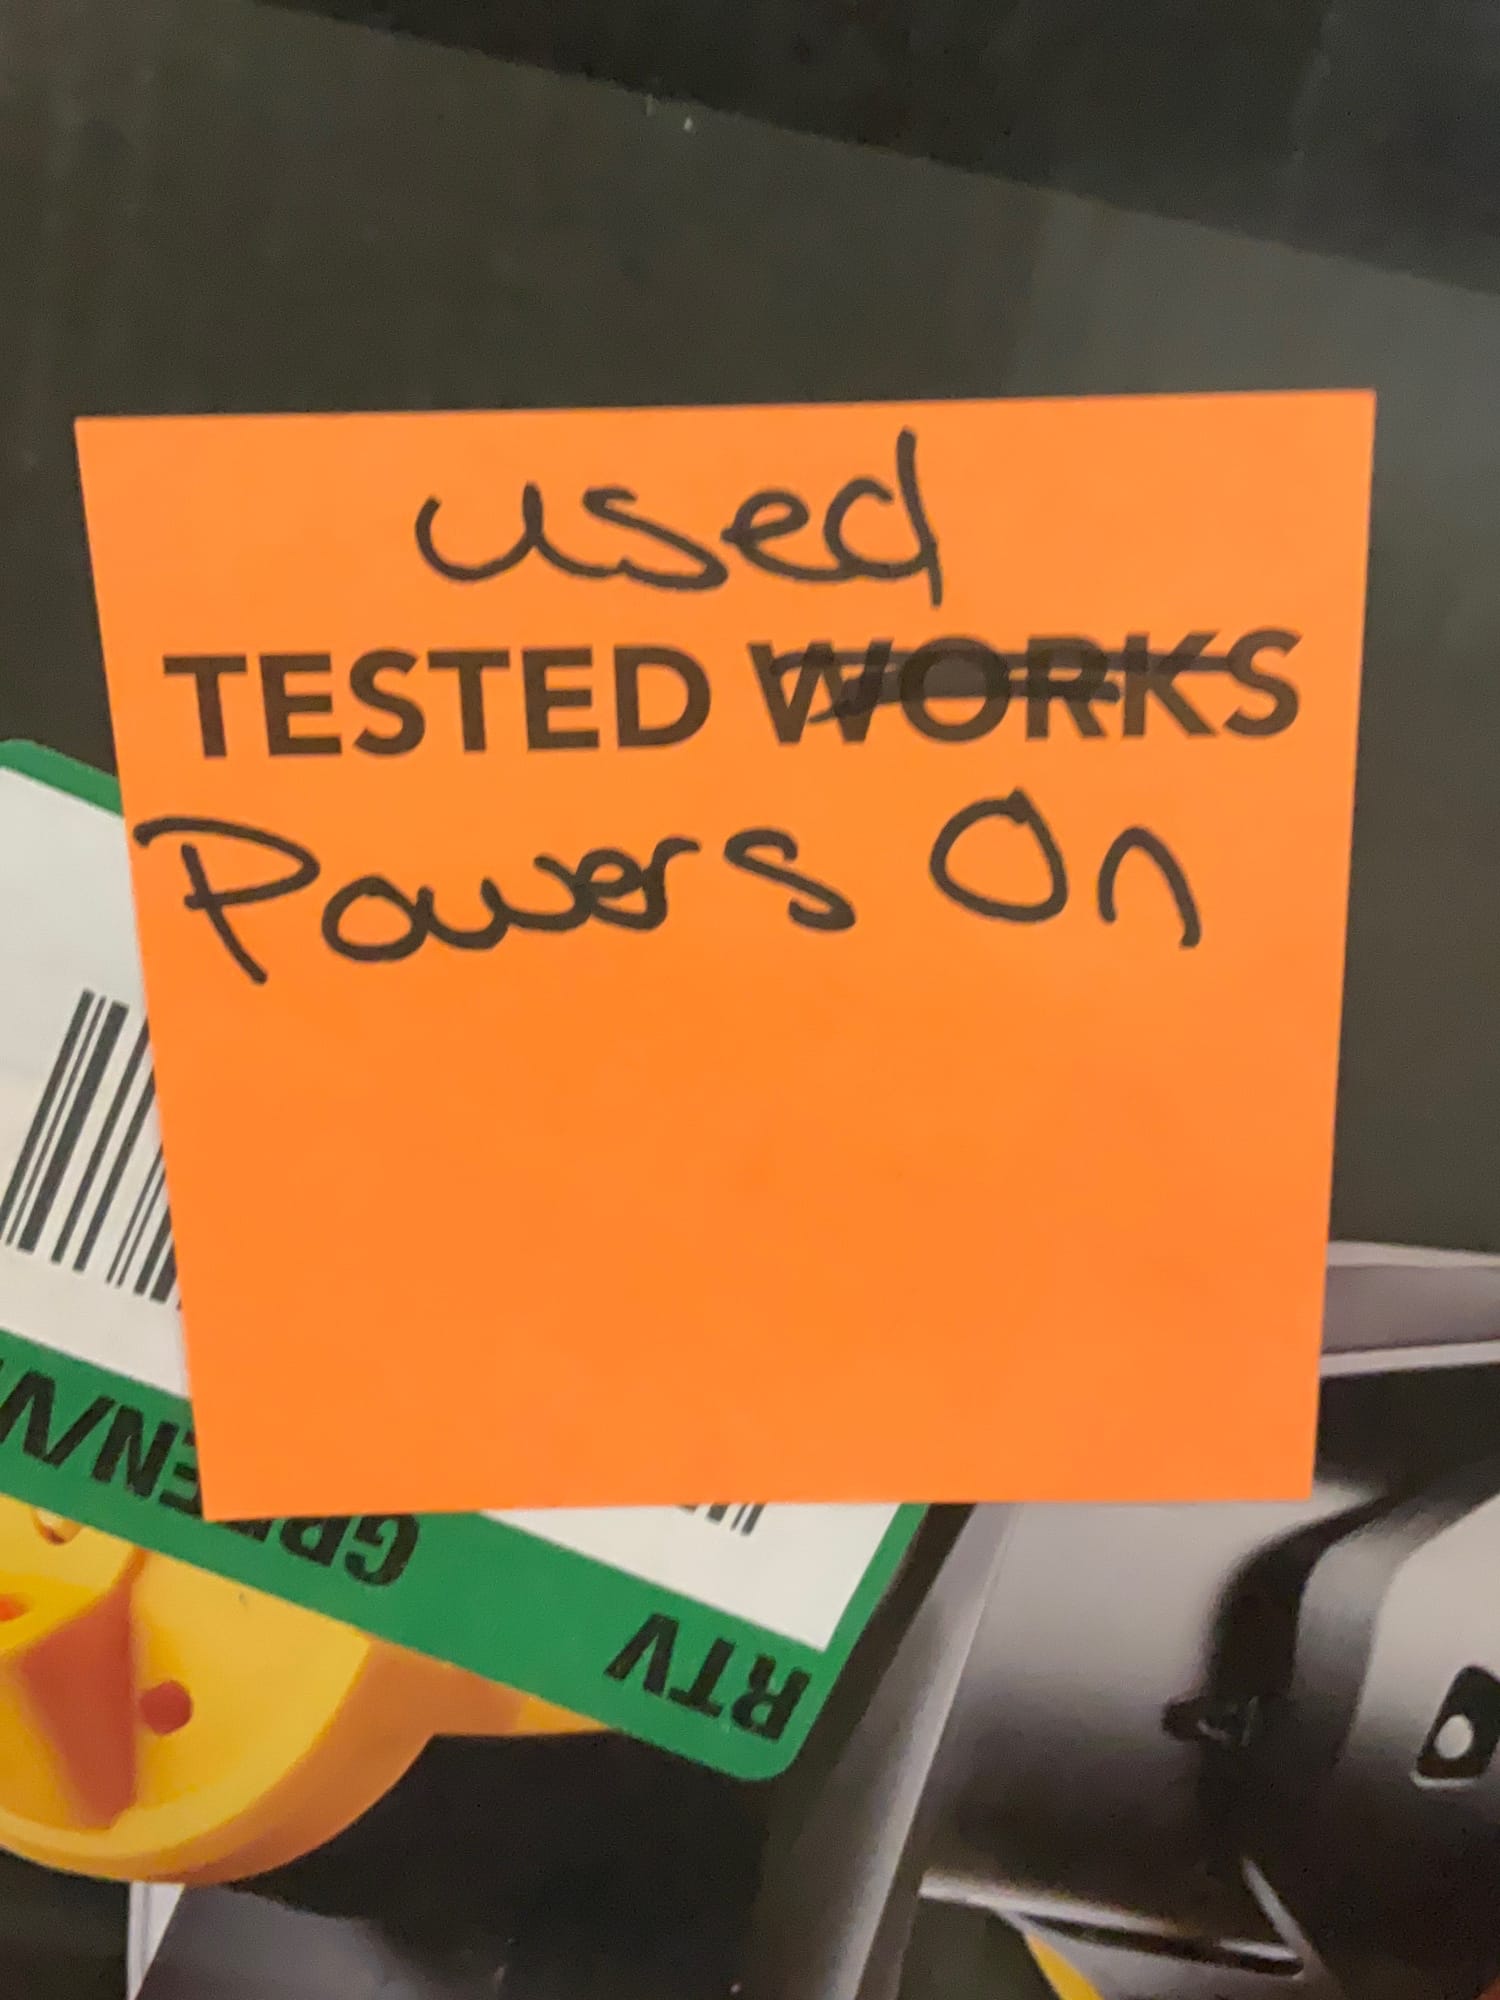 used
TESTED WORKS
Powers On
RTV